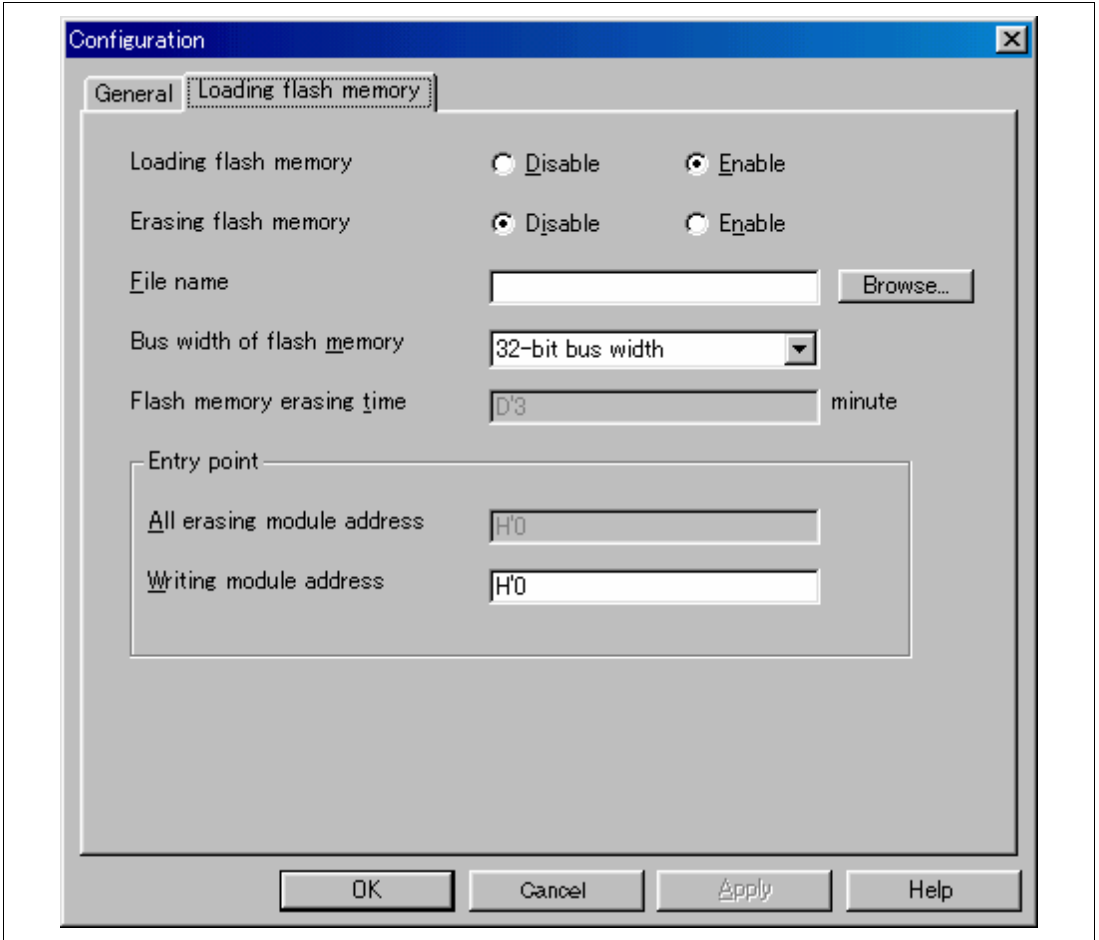 Configuration
General Loading flash memory
Loading flash memory Disable Enable
Erasing flash memory Disable Enable
File name Browse...
Bus width of flash memory 32-bit bus width
Flash memory erasing time D'3 minute
Entry point
All erasing module address H'0
Writing module address H'0
OK Cancel Apply Help